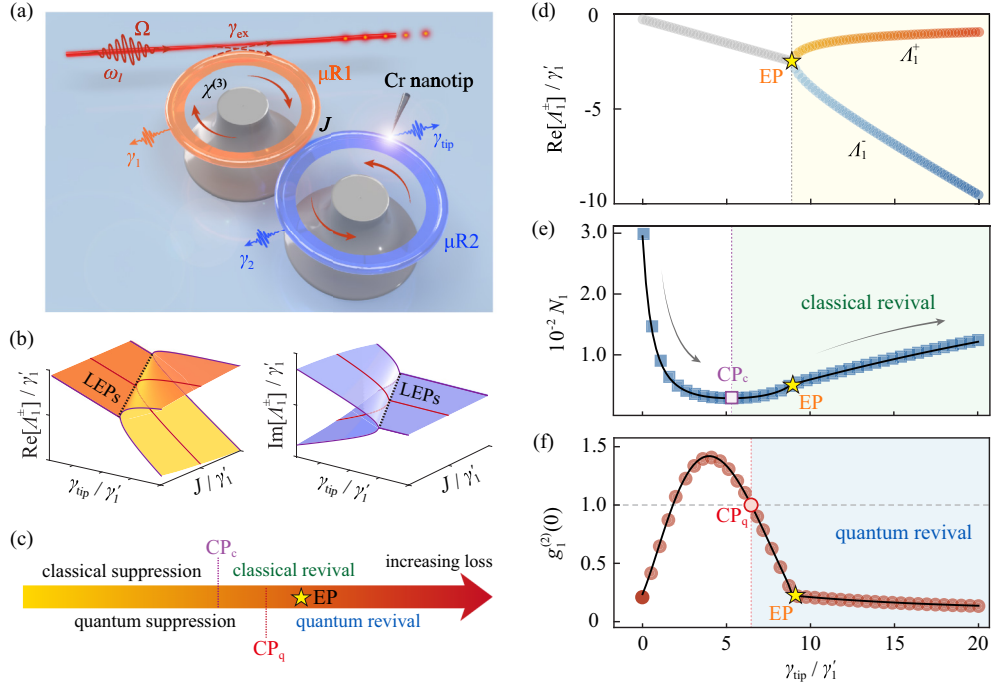 (a)
Ω
γex
ωl
μR1
χ(3)
Cr nanotip
J
γtip
γ1
μR2
γ2
(b)
Re[Λ1±] / γ1′
LEPs
γtip / γ1′
J / γ1′
Im[Λ1±] / γ1′
LEPs
γtip / γ1′
J / γ1′
(c)
CPc
increasing loss
classical suppression
classical revival
EP
quantum suppression
quantum revival
CPq
(d)
Re[Λ1±] / γ1′
0
-5
-10
EP
Λ1+
Λ1-
(e)
10-2 N1
3.0
2.0
1.0
classical revival
CPc
EP
(f)
g1(2)(0)
1.5
1.0
0.5
0
CPq
quantum revival
EP
0
5
10
15
20
γtip / γ1′